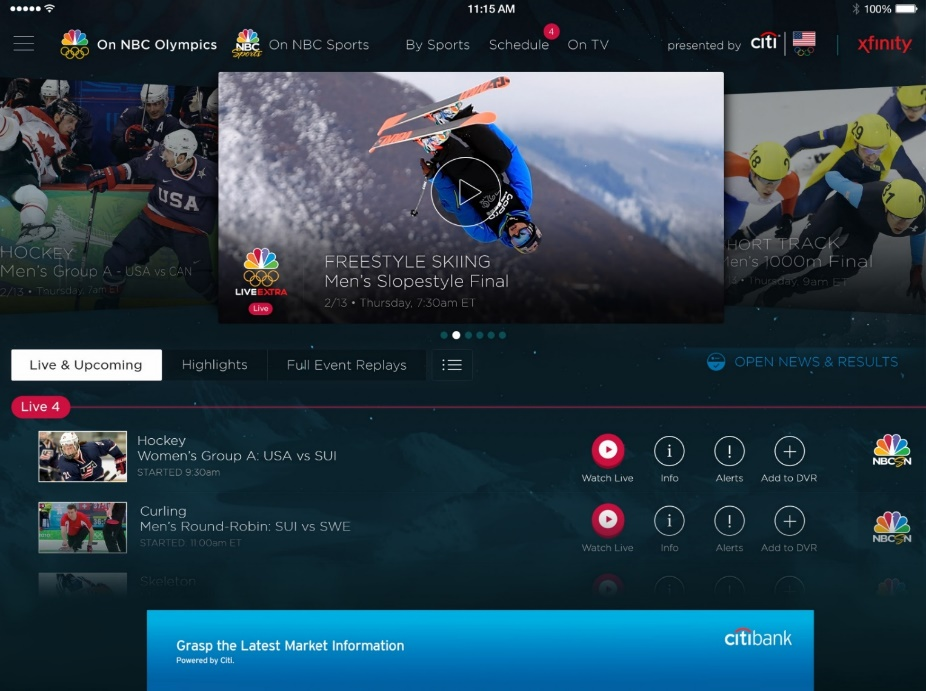 11:15 AM
100%
On NBC Olympics
NBC Sports
On NBC Sports
By Sports
Schedule
4
On TV
presented by
citi
xfinity
HOCKEY
Men's Group A - USA vs CAN
2/13 • Thursday, 7am ET
USA
LIVE EXTRA
Live
FREESTYLE SKIING
Men's Slopestyle Final
2/13 • Thursday, 7:30am ET
HORT TRACK
en's 1000m Final
Thursday, 9am ET
Live & Upcoming
Highlights
Full Event Replays
OPEN NEWS & RESULTS
Live 4
Hockey
Women's Group A: USA vs SUI
STARTED 9:30am
Watch Live
Info
Alerts
Add to DVR
NBCSN
Curling
Men's Round-Robin: SUI vs SWE
STARTED: 11:00am ET
Watch Live
Info
Alerts
Add to DVR
NBCSN
Skeleton
Grasp the Latest Market Information
Powered by Citi.
citibank